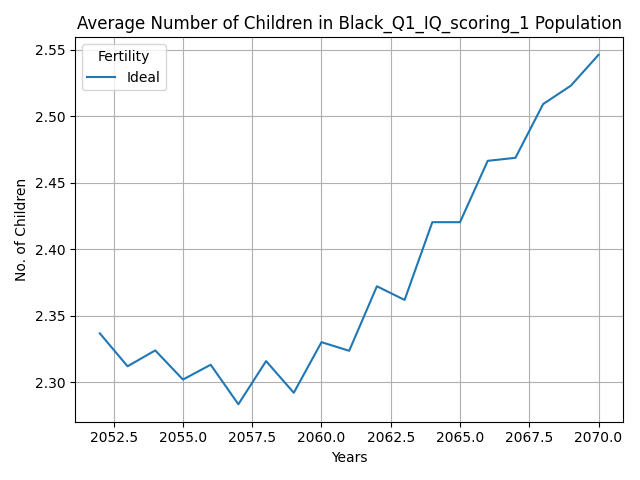 Average Number of Children in Black_Q1_IQ_scoring_1 Population
Fertility
Ideal
No. of Children
2.55
2.50
2.45
2.40
2.35
2.30
2052.5 2055.0 2057.5 2060.0 2062.5 2065.0 2067.5 2070.0
Years